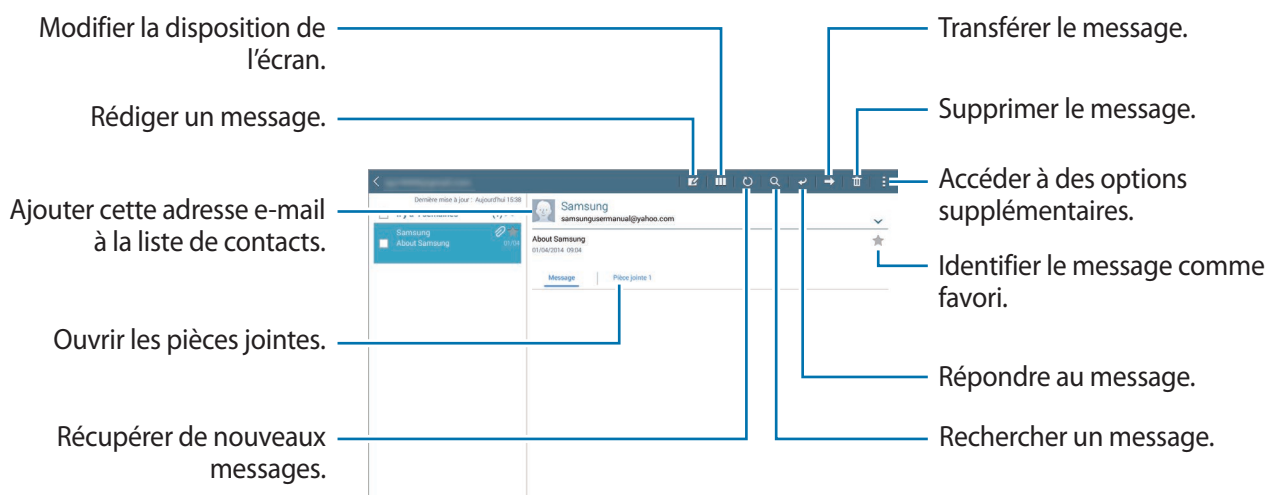 Modifier la disposition de
l'écran.
Rédiger un message.
Ajouter cette adresse e-mail
à la liste de contacts.
Ouvrir les pièces jointes.
Récupérer de nouveaux
messages.
Dernière mise à jour : Aujourd'hui 15:38
Samsung
About Samsung
01/04
Samsung
samsungusermanual@yahoo.com
About Samsung
01/04/2014 09:04
Message
Pièce jointe 1
Transférer le message.
Supprimer le message.
Accéder à des options
supplémentaires.
Identifier le message comme
favori.
Répondre au message.
Rechercher un message.